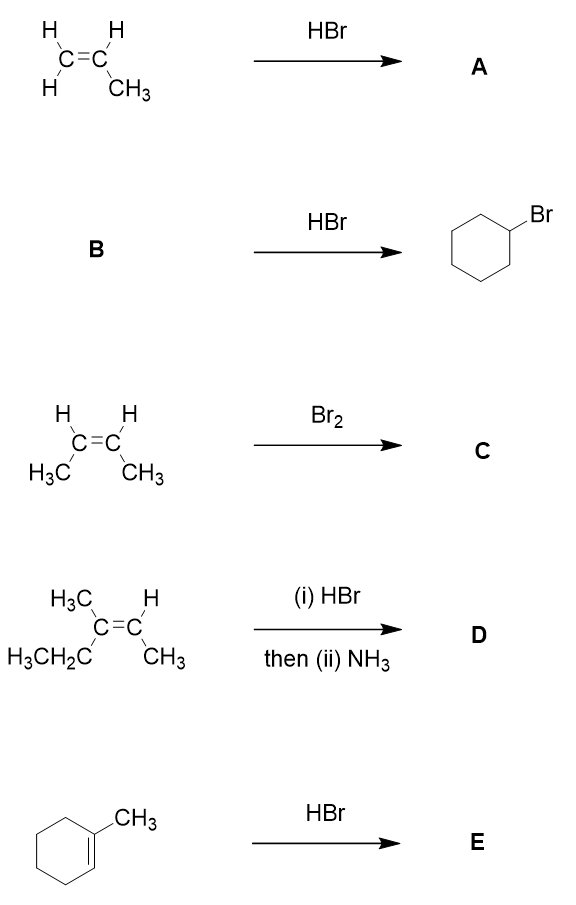 H H HBr
C=C A
H CH₃
Br
HBr
B
H H Br₂
C=C C
H₃C CH₃
H₃C H (i) HBr
C=C D
H₃CH₂C CH₃ then (ii) NH₃
CH₃ HBr
E